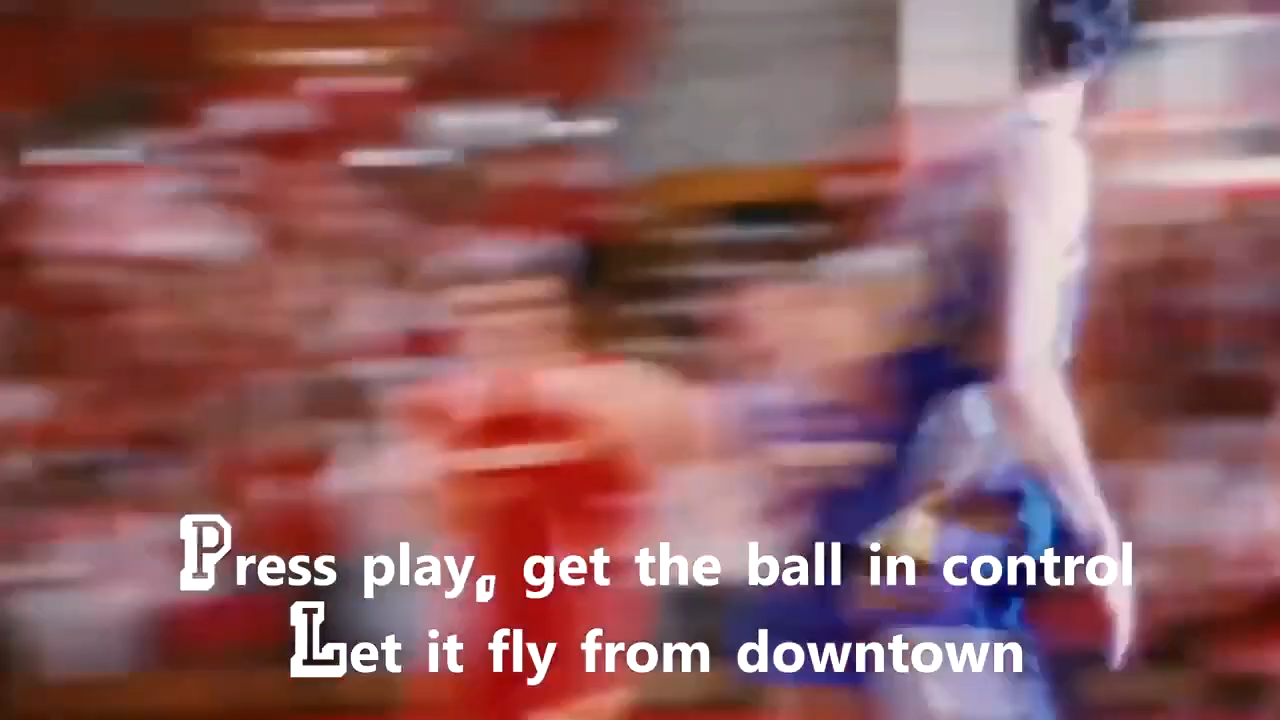 Press play, get the ball in control
Let it fly from downtown